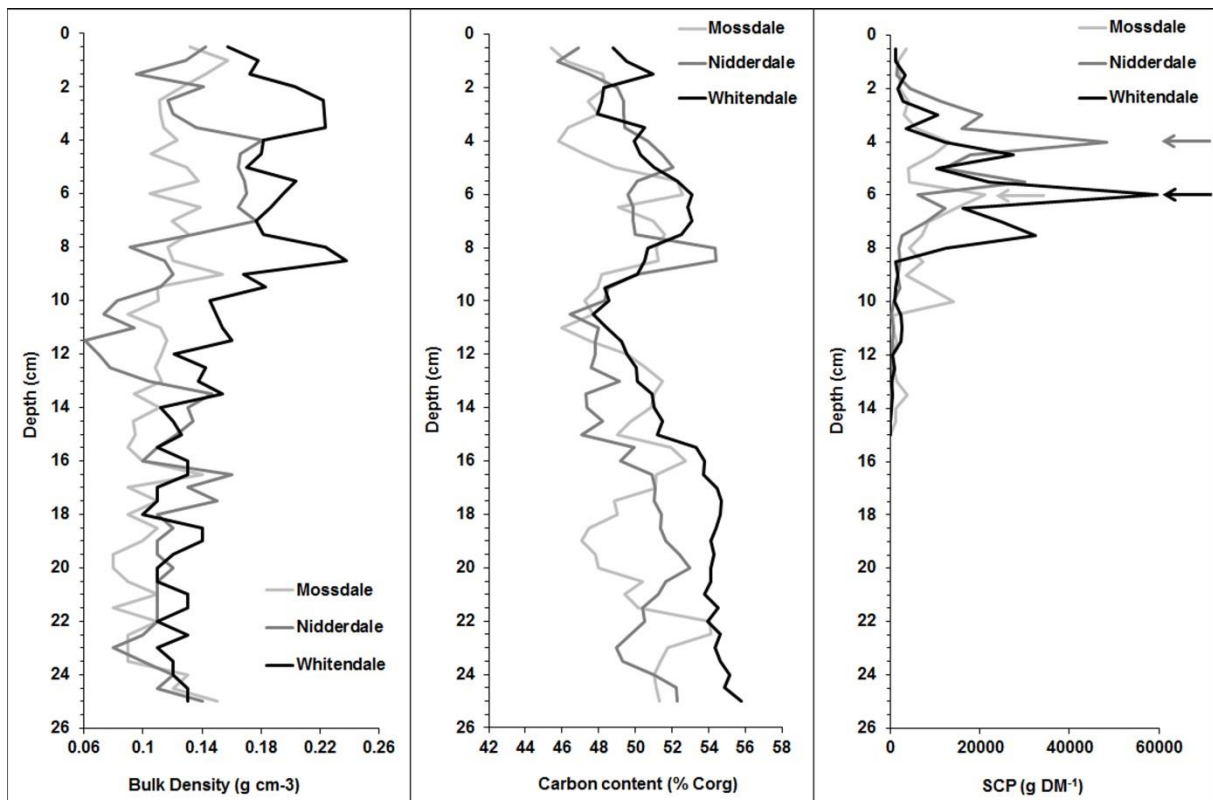 0
2
4
6
8
10
12
14
16
18
20
22
24
26
Depth (cm)
0.06 0.1 0.14 0.18 0.22 0.26
Bulk Density (g cm-3)
Mossdale
Nidderdale
Whitendale
0
2
4
6
8
10
12
14
16
18
20
22
24
26
Depth (cm)
42 44 46 48 50 52 54 56 58
Carbon content (% Corg)
Mossdale
Nidderdale
Whitendale
0
2
4
6
8
10
12
14
16
18
20
22
24
26
Depth (cm)
0 20000 40000 60000
SCP (g DM⁻¹)
Mossdale
Nidderdale
Whitendale